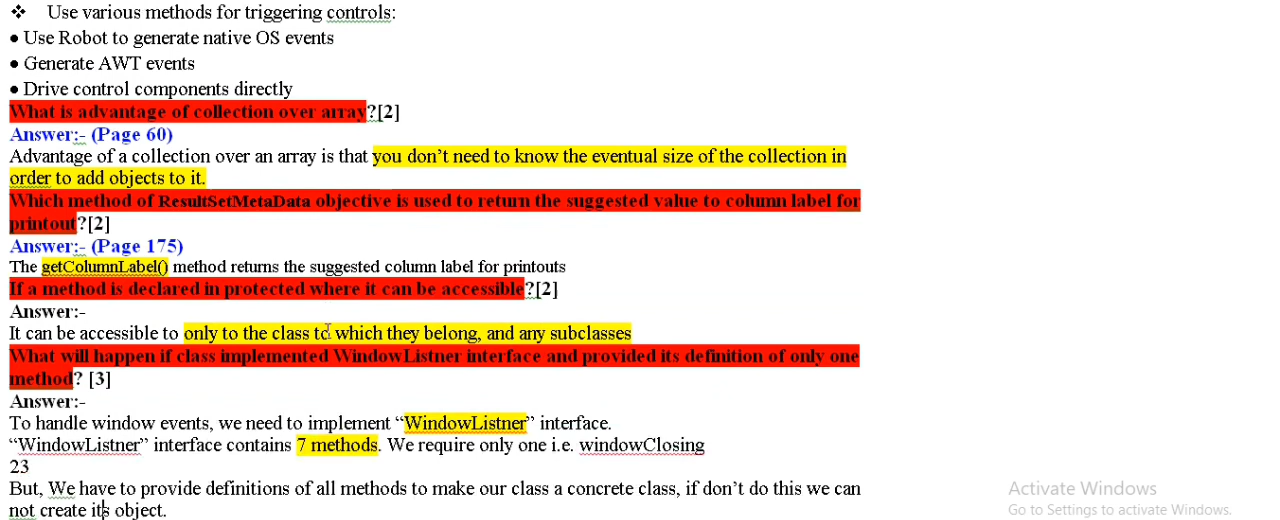 ❖ Use various methods for triggering controls:
● Use Robot to generate native OS events
● Generate AWT events
● Drive control components directly
What is advantage of collection over array?[2]
Answer:- (Page 60)
Advantage of a collection over an array is that you don’t need to know the eventual size of the collection in
order to add objects to it.
Which method of ResultSetMetaData objective is used to return the suggested value to column label for
printout?[2]
Answer:- (Page 175)
The getColumnLabel() method returns the suggested column label for printouts
If a method is declared in protected where it can be accessible?[2]
Answer:-
It can be accessible to only to the class to which they belong, and any subclasses
What will happen if class implemented WindowListner interface and provided its definition of only one
method? [3]
Answer:-
To handle window events, we need to implement “WindowListner” interface.
“WindowListner” interface contains 7 methods. We require only one i.e. windowClosing
23
But, We have to provide definitions of all methods to make our class a concrete class, if don’t do this we can
not create its object.
Activate Windows
Go to Settings to activate Windows.